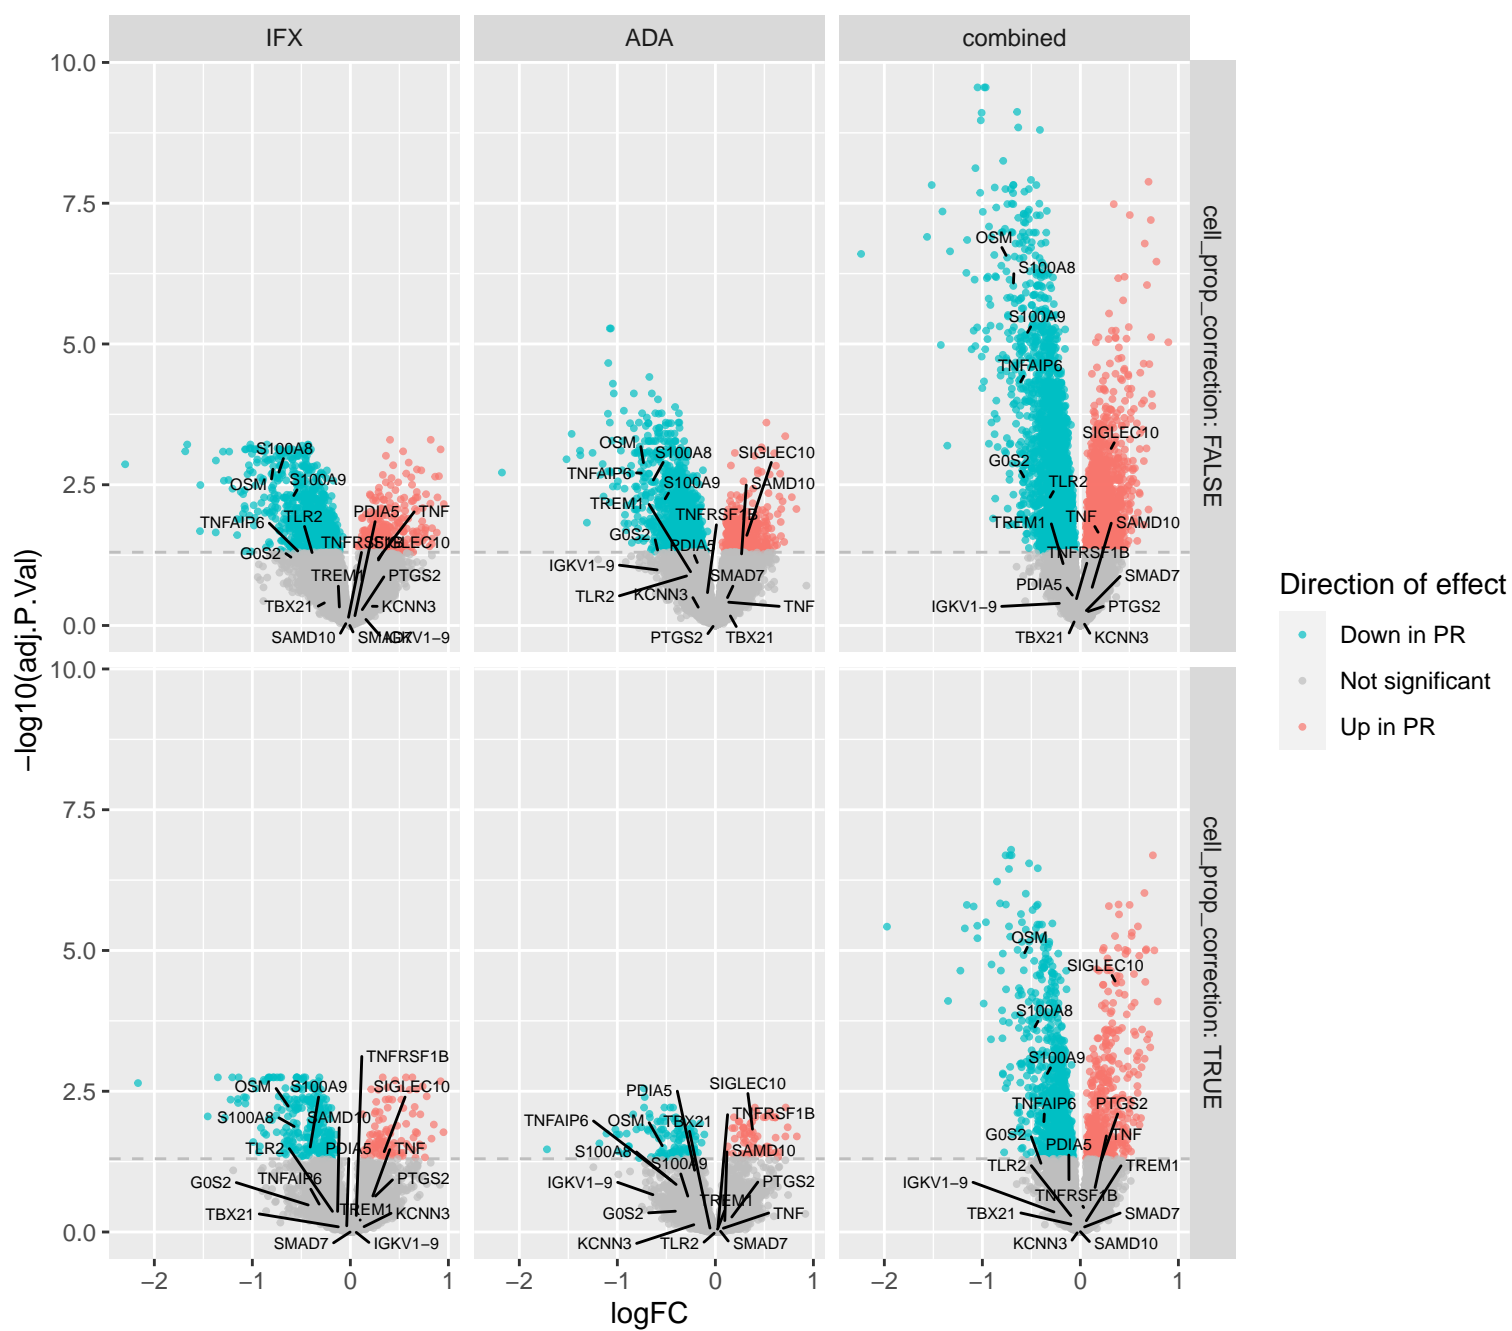 IFX
ADA
combined
10.0
7.5
5.0
2.5
0.0
OSM
S100A8
S100A9
TNFAIP6
SIGLEC10
G0S2
TLR2
TREM1
TNF
SAMD10
TNFRSF1B
PDIA5
SMAD7
IGKV1−9
PTGS2
TBX21
KCNN3
S100A8
OSM
S100A9
TNFAIP6
TLR2
PDIA5
TNF
G0S2
TNFRSF1B
SIGLEC10
TREM1
PTGS2
TBX21
KCNN3
SAMD10
SMAD7
IGKV1−9
OSM
S100A8
SIGLEC10
TNFAIP6
S100A9
SAMD10
TREM1
TNFRSF1B
G0S2
PDIA5
IGKV1−9
SMAD7
TLR2
KCNN3
TNF
PTGS2
TBX21
cell_prop_correction: FALSE
10.0
7.5
5.0
2.5
0.0
TNFRSF1B
OSM
S100A9
SIGLEC10
S100A8
SAMD10
TLR2
PDIA5
TNF
G0S2
TNFAIP6
PTGS2
TBX21
TREM1
KCNN3
SMAD7
IGKV1−9
PDIA5
SIGLEC10
TNFAIP6
OSM
TBX21
TNFRSF1B
S100A8
S100A9
SAMD10
IGKV1−9
TREM1
PTGS2
G0S2
TNF
KCNN3
TLR2
SMAD7
OSM
SIGLEC10
S100A8
S100A9
TNFAIP6
PTGS2
G0S2
PDIA5
TNF
TLR2
TREM1
IGKV1−9
TNFRSF1B
TBX21
SMAD7
KCNN3
SAMD10
cell_prop_correction: TRUE
−2
−1
0
1
−2
−1
0
1
−2
−1
0
1
logFC
−log10(adj.P.Val)
Direction of effect
Down in PR
Not significant
Up in PR